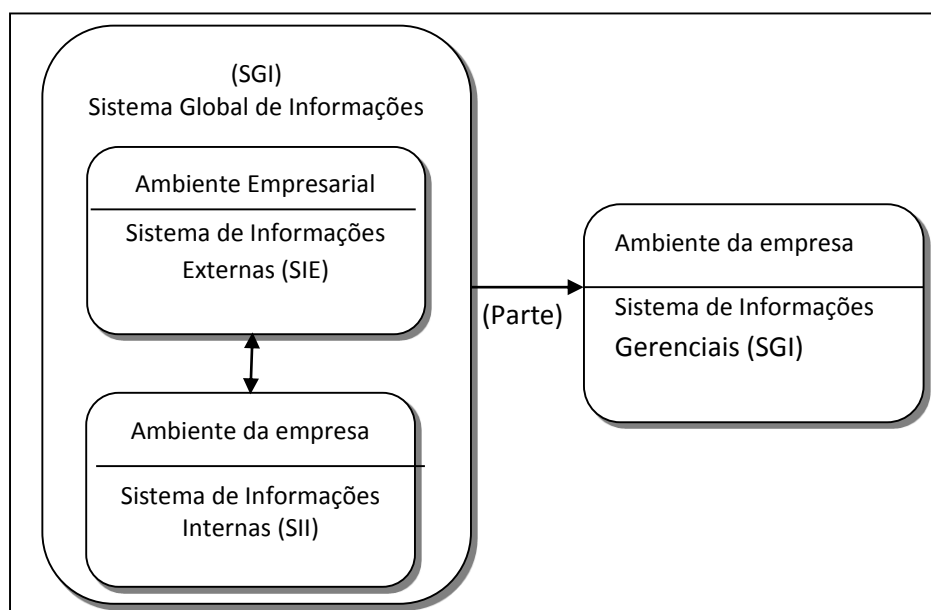 (SGI)
Sistema Global de Informações
Ambiente Empresarial
Sistema de Informações
Externas (SIE)
Ambiente da empresa
Sistema de Informações
Internas (SII)
(Parte)
Ambiente da empresa
Sistema de Informações
Gerenciais (SGI)